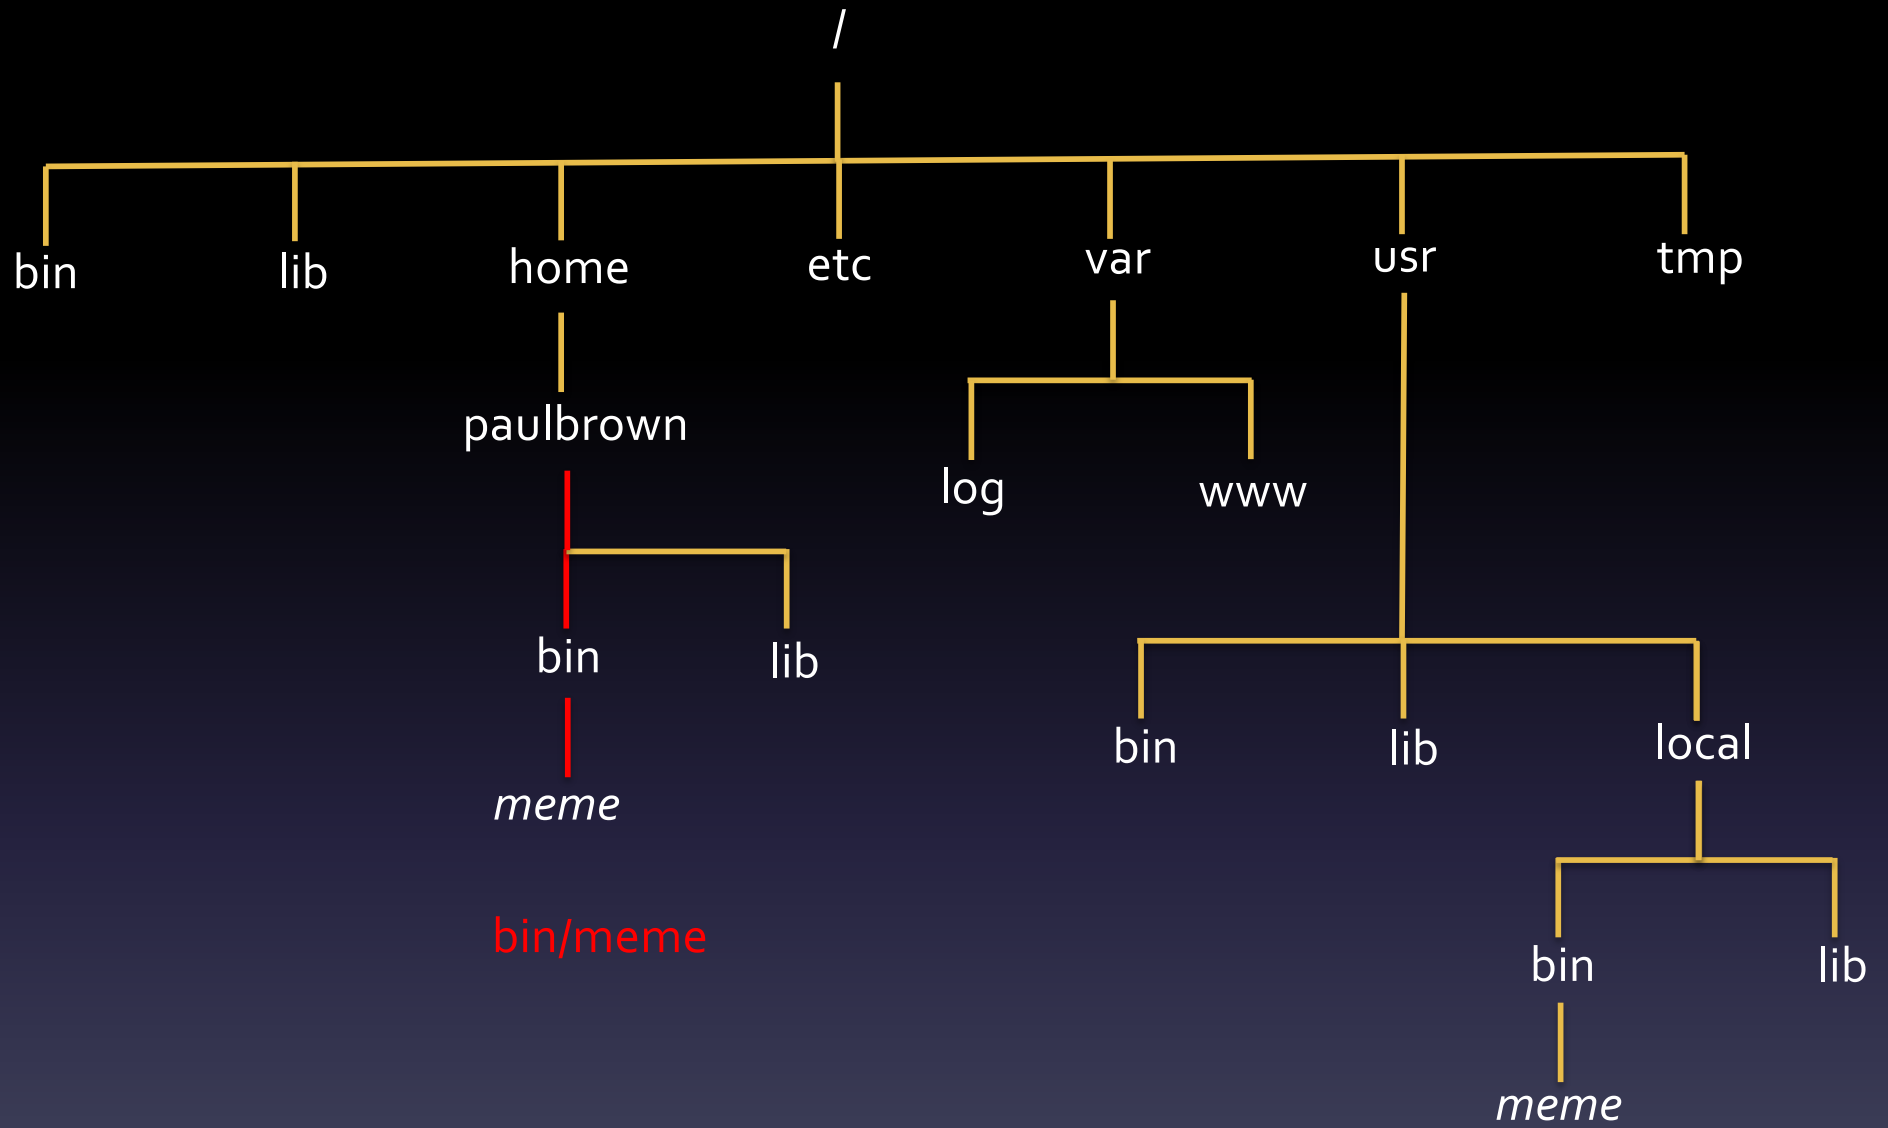 /
bin
lib
home
etc
var
usr
tmp
paulbrown
log
www
bin
lib
bin
lib
local
meme
bin/meme
bin
lib
meme